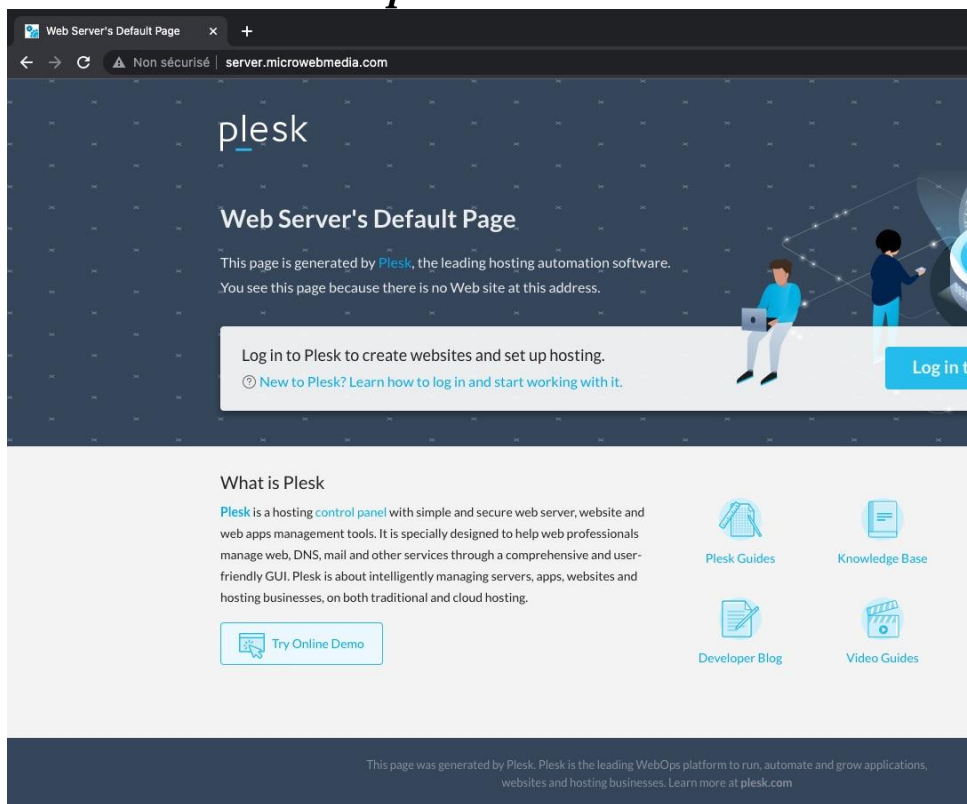 Web Server's Default Page
Non sécurisé | server.microwebmedia.com
plesk
Web Server's Default Page
This page is generated by Plesk, the leading hosting automation software.
You see this page because there is no Web site at this address.
Log in to Plesk to create websites and set up hosting.
Log in t
New to Plesk? Learn how to log in and start working with it.
What is Plesk
Plesk is a hosting control panel with simple and secure web server, website and
web apps management tools. It is specially designed to help web professionals
manage web, DNS, mail and other services through a comprehensive and user-
friendly GUI. Plesk is about intelligently managing servers, apps, websites and
hosting businesses, on both traditional and cloud hosting.
Try Online Demo
Plesk Guides
Knowledge Base
Developer Blog
Video Guides
This page was generated by Plesk. Plesk is the leading WebOps platform to run, automate and grow applications,
websites and hosting businesses. Learn more at plesk.com